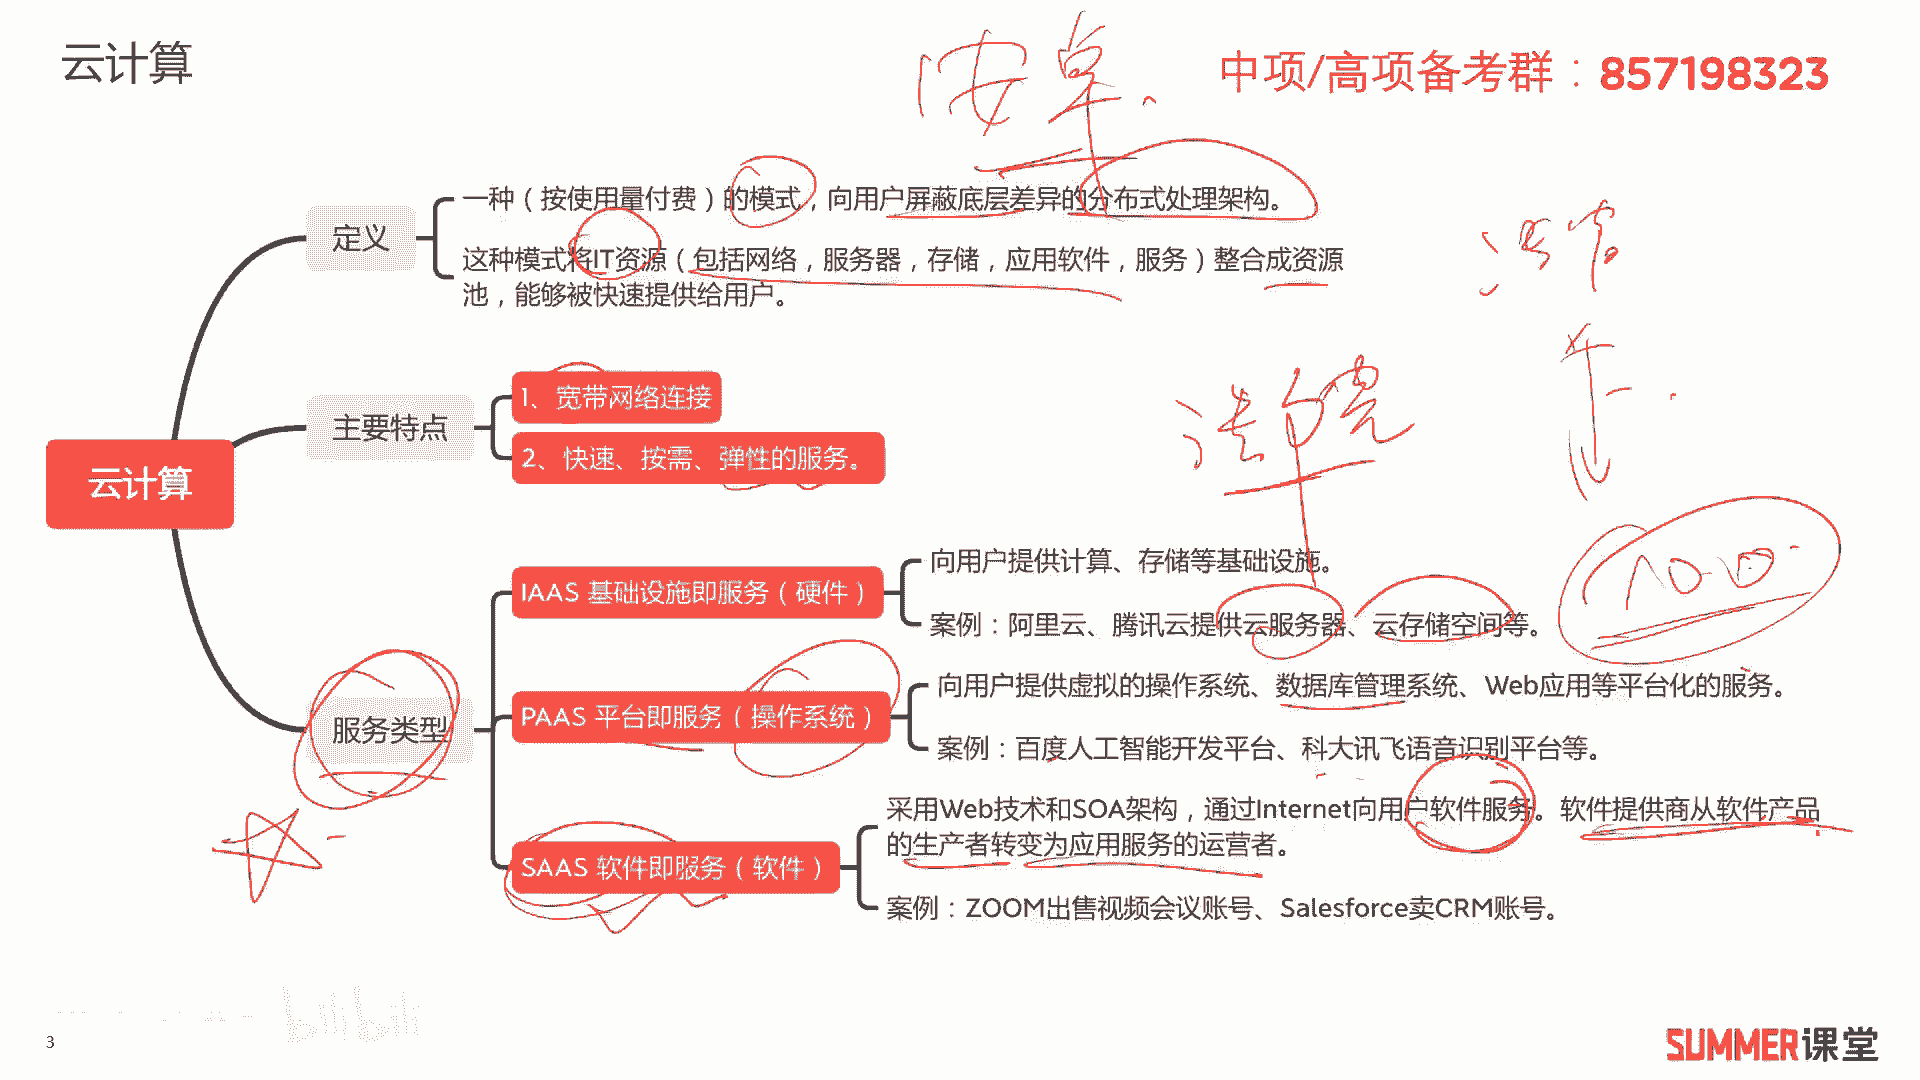 云计算
中项/高项备考群：857198323
安卓
一种（按使用量付费）的模式，向用户屏蔽底层差异的分布式处理架构。
定义
这种模式将IT资源（包括网络，服务器，存储，应用软件，服务）整合成资源
池，能够被快速提供给用户。
1、宽带网络连接
主要特点
2、快速、按需、弹性的服务。
云计算
向用户提供计算、存储等基础设施。
IAAS 基础设施即服务（硬件）
案例：阿里云、腾讯云提供云服务器、云存储空间等。
向用户提供虚拟的操作系统、数据库管理系统、Web应用等平台化的服务。
PAAS 平台即服务（操作系统）
服务类型
案例：百度人工智能开发平台、科大讯飞语音识别平台等。
采用Web技术和SOA架构，通过Internet向用户软件服务。软件提供商从软件产品
的生产者转变为应用服务的运营者。
SAAS 软件即服务（软件）
案例：ZOOM出售视频会议账号、Salesforce卖CRM账号。
bilibili
3
SUMMER课堂